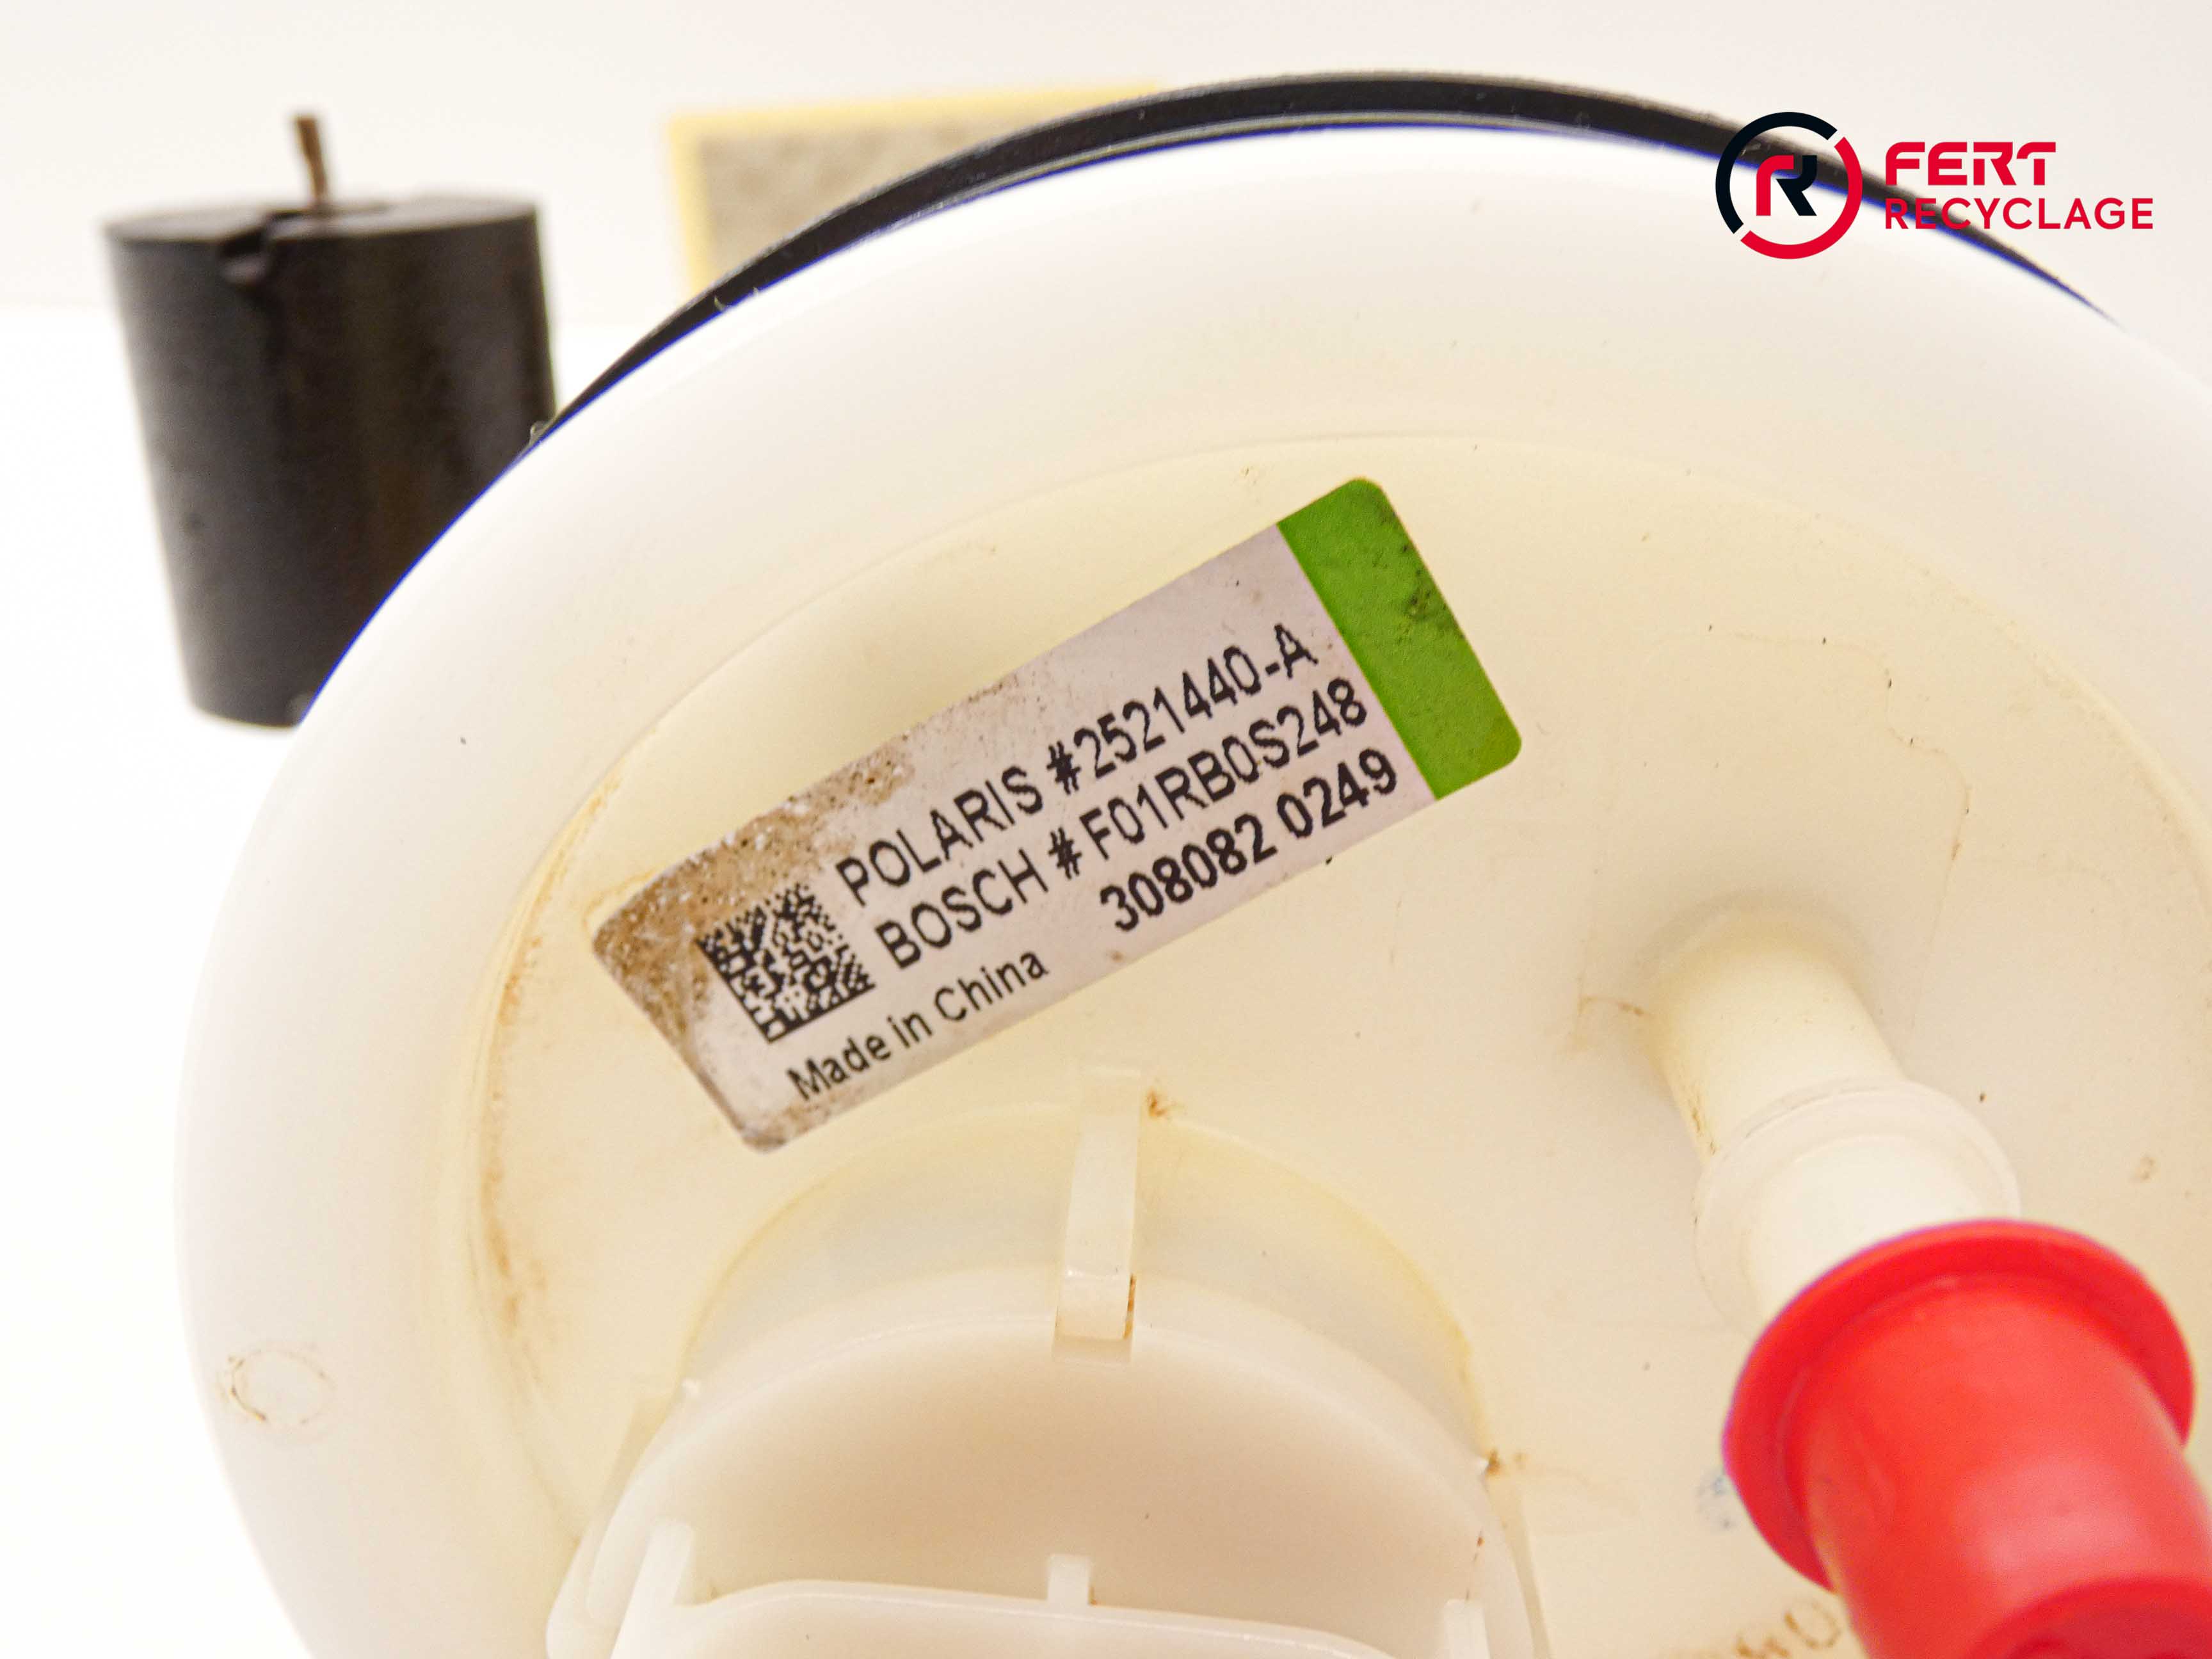 FERT
RECYCLAGE
POLARIS #2521440-A
BOSCH # F01RB0S248
308082 0249
Made in China